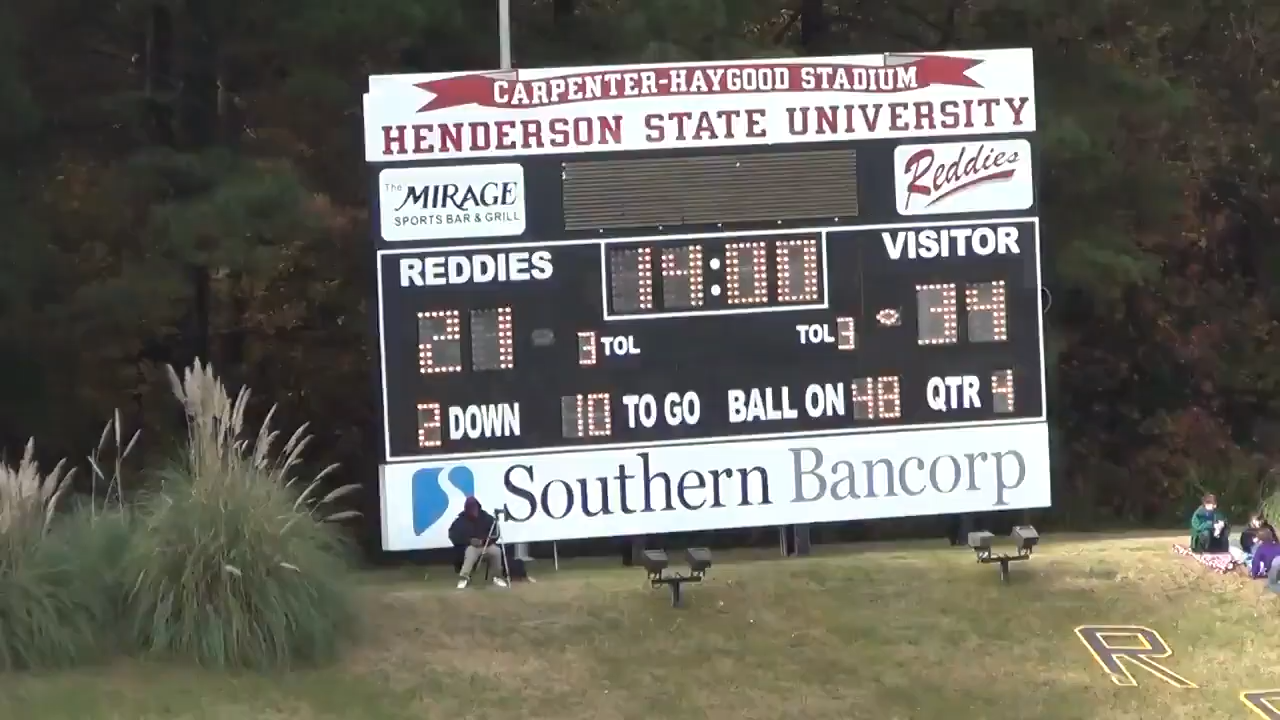 CARPENTER-HAYGOOD STADIUM
HENDERSON STATE UNIVERSITY
The MIRAGE
SPORTS BAR & GRILL
Reddies
REDDIES 14:00 VISITOR
21 3 TOL TOL 3 34
2 DOWN 10 TO GO BALL ON 48 QTR 4
Southern Bancorp
R